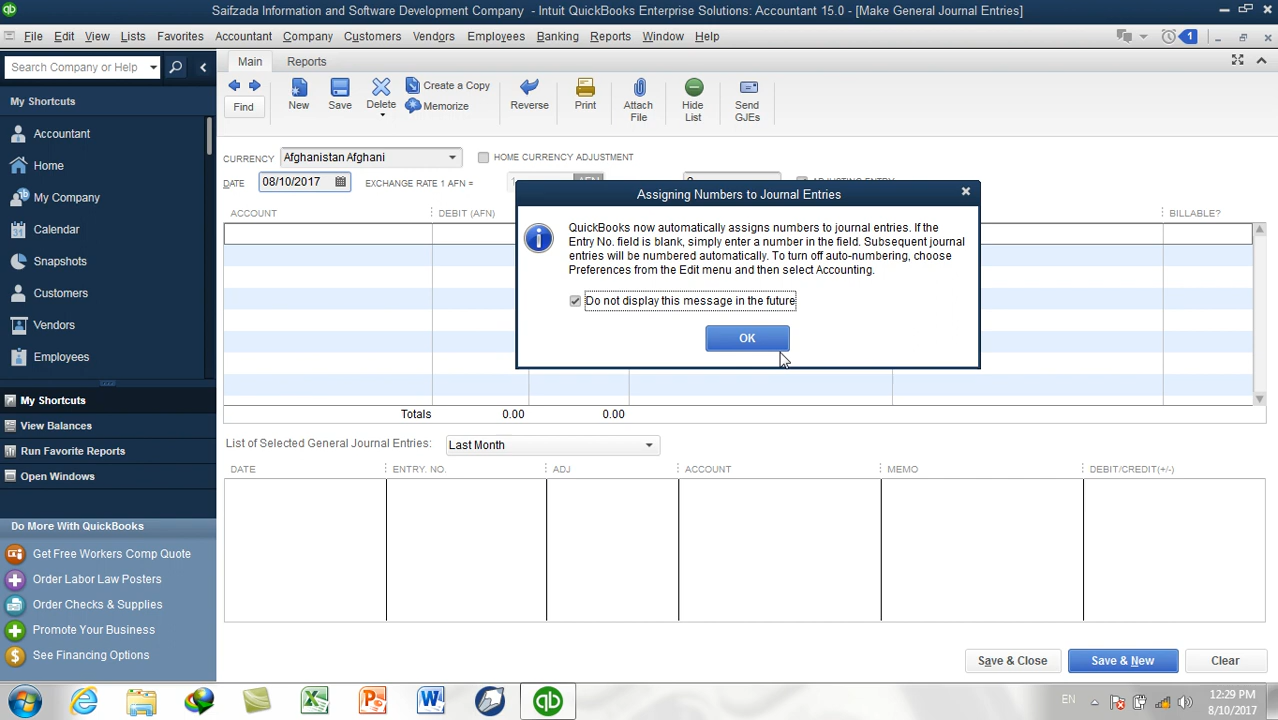 Saifzada Information and Software Development Company - Intuit QuickBooks Enterprise Solutions: Accountant 15.0 - [Make General Journal Entries]
File Edit View Lists Favorites Accountant Company Customers Vendors Employees Banking Reports Window Help
1
Search Company or Help
My Shortcuts
Accountant
Home
My Company
Calendar
Snapshots
Customers
Vendors
Employees
My Shortcuts
View Balances
Run Favorite Reports
Open Windows
Do More With QuickBooks
Get Free Workers Comp Quote
Order Labor Law Posters
Order Checks & Supplies
Promote Your Business
See Financing Options
Main Reports
Find
New
Save
Delete
Create a Copy
Memorize
Reverse
Print
Attach File
Hide List
Send GJEs
CURRENCY Afghanistan Afghani HOME CURRENCY ADJUSTMENT
DATE 08/10/2017 EXCHANGE RATE 1 AFN =
ACCOUNT DEBIT (AFN) BILLABLE?
Assigning Numbers to Journal Entries
QuickBooks now automatically assigns numbers to journal entries. If the
Entry No. field is blank, simply enter a number in the field. Subsequent journal
entries will be numbered automatically. To turn off auto-numbering, choose
Preferences from the Edit menu and then select Accounting.
Do not display this message in the future
OK
Totals 0.00 0.00
List of Selected General Journal Entries: Last Month
DATE ENTRY. NO. ADJ ACCOUNT MEMO DEBIT/CREDIT(+/-)
Save & Close Save & New Clear
EN
12:29 PM
8/10/2017